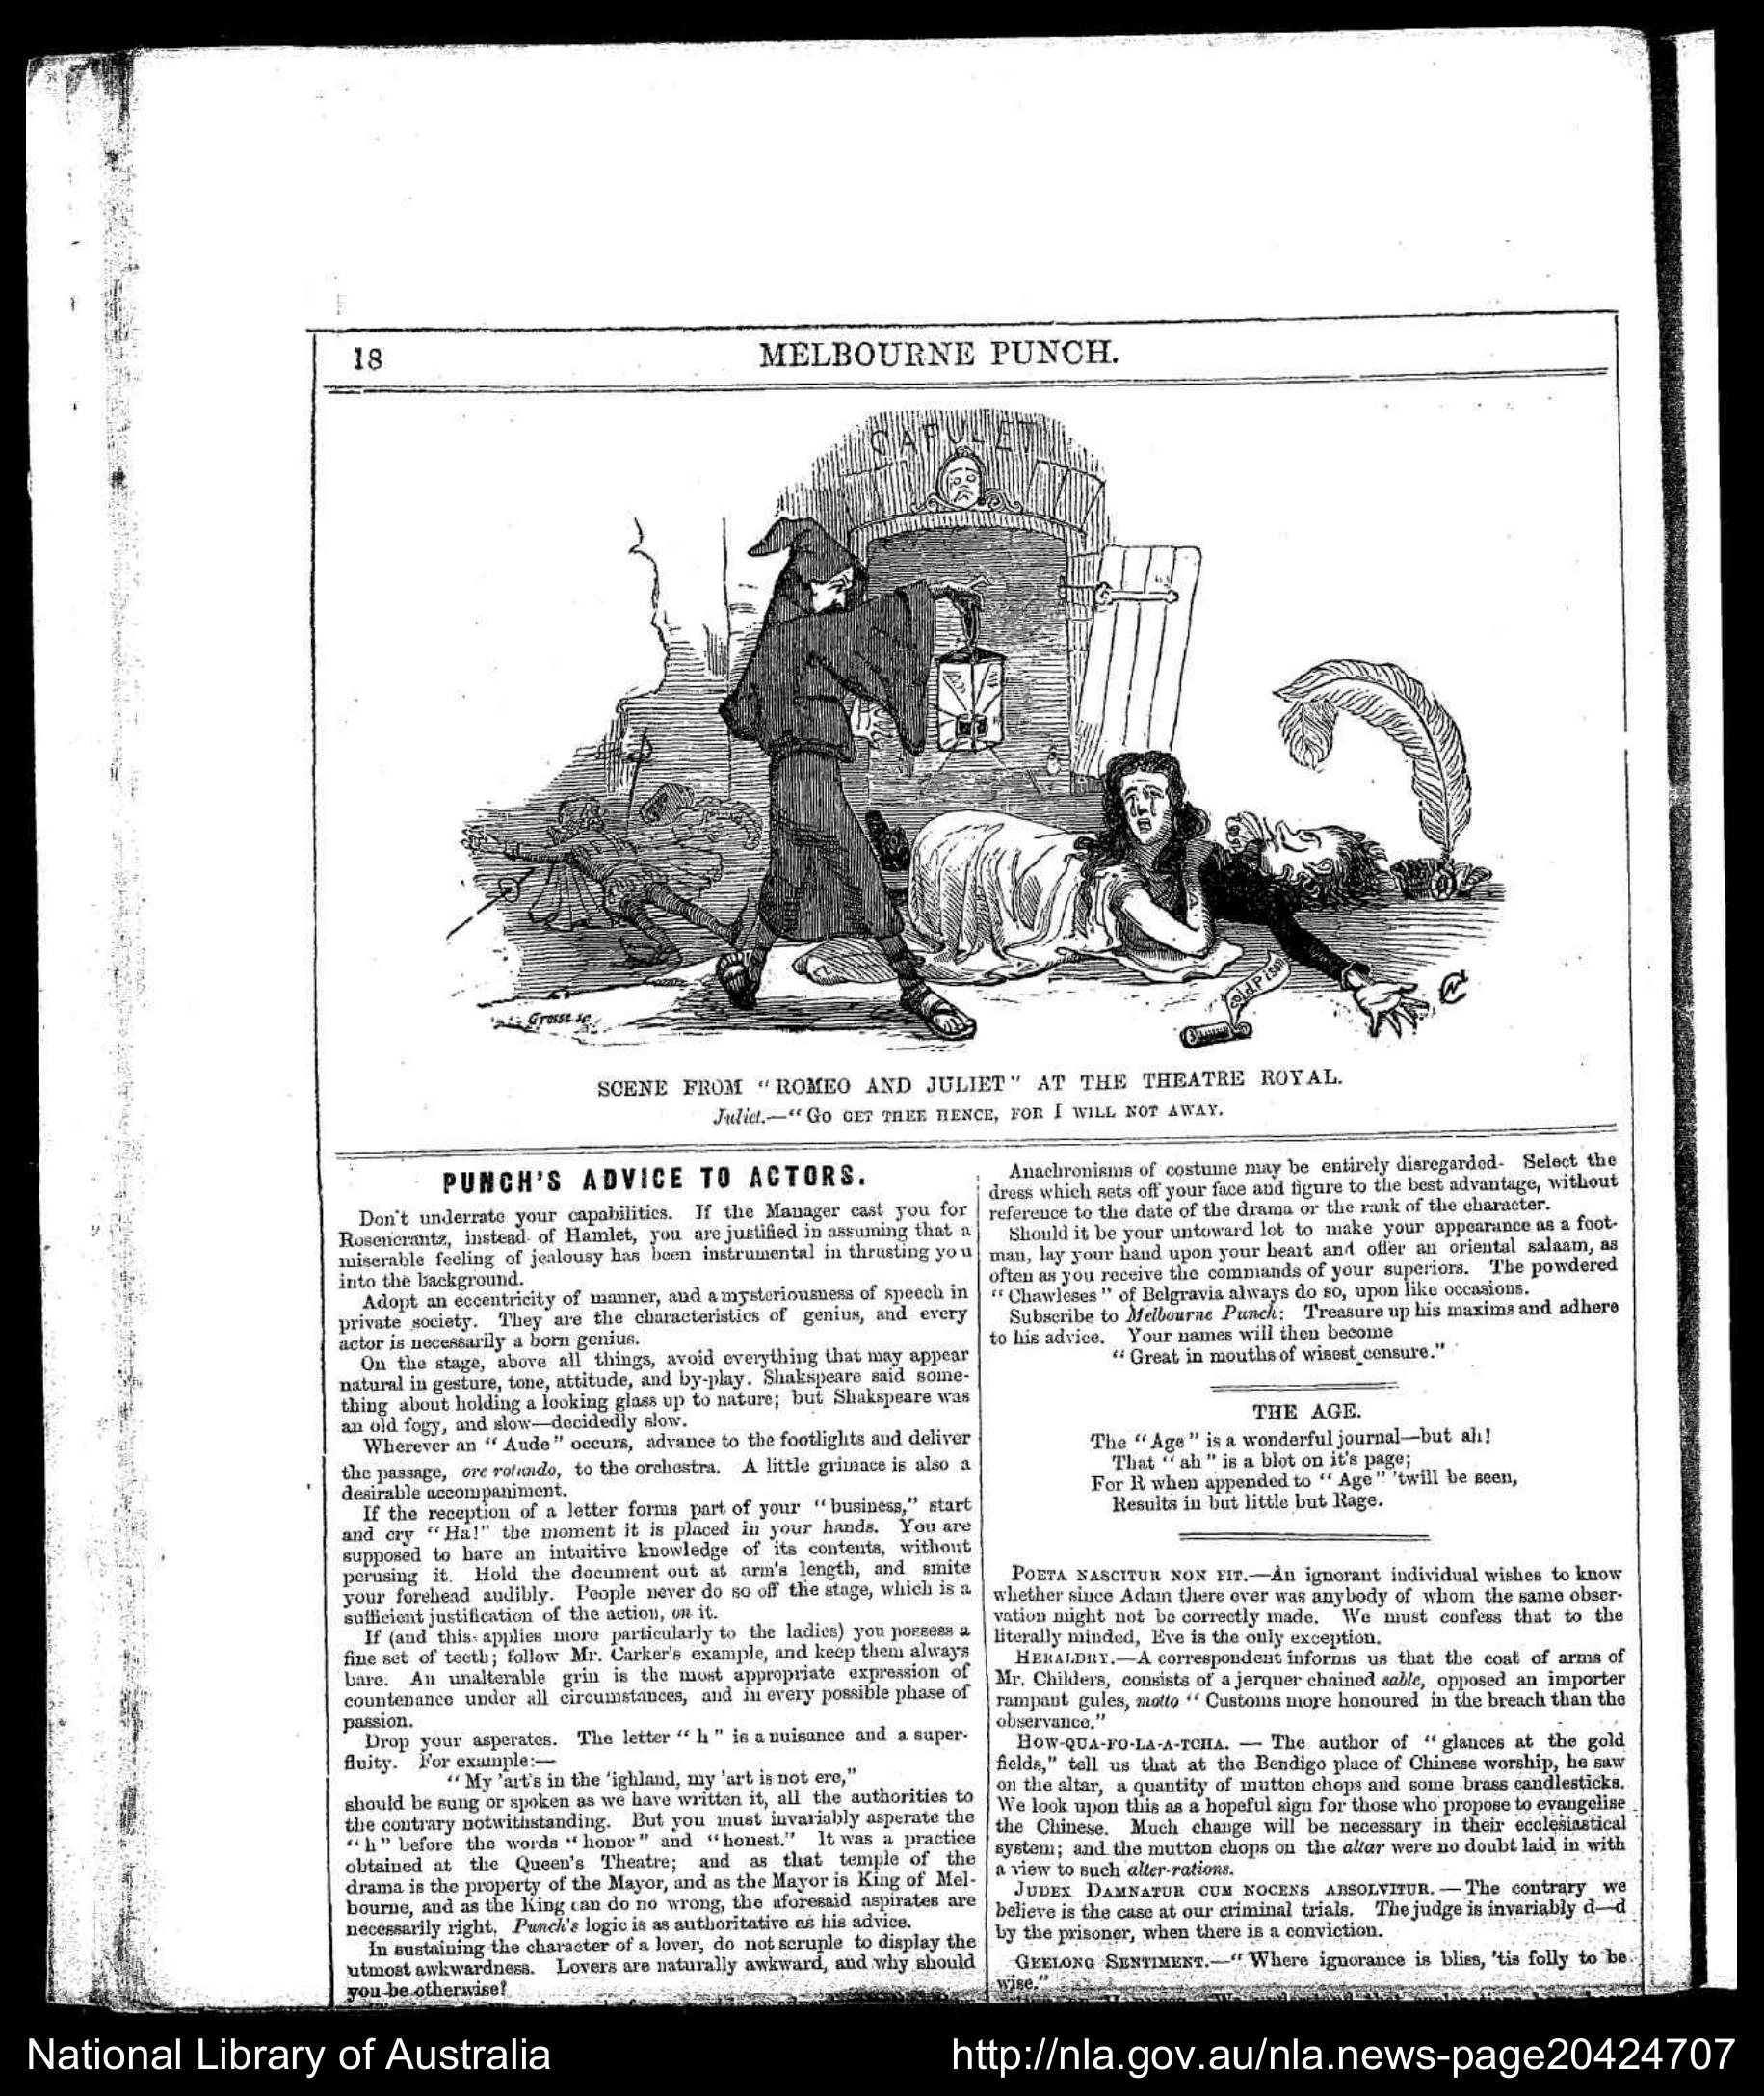 18
MELBOURNE PUNCH.
CAPULET
cold Pison
Grosse sc.
SCENE FROM "ROMEO AND JULIET" AT THE THEATRE ROYAL.
Juliet.—"GO GET THEE HENCE, FOR I WILL NOT AWAY.
PUNCH'S ADVICE TO ACTORS.
Don't underrate your capabilities. If the Manager cast you for
Rosencrantz, instead of Hamlet, you are justified in assuming that a
miserable feeling of jealousy has been instrumental in thrusting you
into the background.
Adopt an eccentricity of manner, and a mysteriousness of speech in
private society. They are the characteristics of genius, and every
actor is necessarily a born genius.
On the stage, above all things, avoid everything that may appear
natural in gesture, tone, attitude, and by-play. Shakspeare said some-
thing about holding a looking glass up to nature; but Shakspeare was
an old fogy, and slow—decidedly slow.
Wherever an "Aude" occurs, advance to the footlights and deliver
the passage, ore rotundo, to the orchestra. A little grimace is also a
desirable accompaniment.
If the reception of a letter forms part of your "business," start
and cry "Ha!" the moment it is placed in your hands. You are
supposed to have an intuitive knowledge of its contents, without
perusing it. Hold the document out at arm's length, and smite
your forehead audibly. People never do so off the stage, which is a
sufficient justification of the action, on it.
If (and this applies more particularly to the ladies) you possess a
fine set of teeth; follow Mr. Carker's example, and keep them always
bare. An unalterable grin is the most appropriate expression of
countenance under all circumstances, and in every possible phase of
passion.
Drop your asperates. The letter "h" is a nuisance and a super-
fluity. For example:—
"My 'art's in the 'ighland, my 'art is not ere,"
should be sung or spoken as we have written it, all the authorities to
the contrary notwithstanding. But you must invariably asperate the
"h" before the words "honor" and "honest." It was a practice
obtained at the Queen's Theatre; and as that temple of the
drama is the property of the Mayor, and as the Mayor is King of Mel-
bourne, and as the King can do no wrong, the aforesaid aspirates are
necessarily right. Punch's logic is as authoritative as his advice.
In sustaining the character of a lover, do not scruple to display the
utmost awkwardness. Lovers are naturally awkward, and why should
you be otherwise?
Anachronisms of costume may be entirely disregarded- Select the
dress which sets off your face and figure to the best advantage, without
reference to the date of the drama or the rank of the character.
Should it be your untoward lot to make your appearance as a foot-
man, lay your hand upon your heart and offer an oriental salaam, as
often as you receive the commands of your superiors. The powdered
"Chawleses" of Belgravia always do so, upon like occasions.
Subscribe to Melbourne Punch: Treasure up his maxims and adhere
to his advice. Your names will then become
"Great in mouths of wisest censure."
THE AGE.
The "Age" is a wonderful journal—but ah!
That "ah" is a blot on it's page;
For R when appended to "Age" 'twill be seen,
Results in but little but Rage.
POETA NASCITUR NON FIT.—An ignorant individual wishes to know
whether since Adam there ever was anybody of whom the same obser-
vation might not be correctly made. We must confess that to the
literally minded, Eve is the only exception.
HERALDRY.—A correspondent informs us that the coat of arms of
Mr. Childers, consists of a jerquer chained sable, opposed an importer
rampant gules, motto "Customs more honoured in the breach than the
observance."
HOW-QUA-FO-LA-A-TCHA. — The author of "glances at the gold
fields," tell us that at the Bendigo place of Chinese worship, he saw
on the altar, a quantity of mutton chops and some brass candlesticks.
We look upon this as a hopeful sign for those who propose to evangelise
the Chinese. Much change will be necessary in their ecclesiastical
system; and the mutton chops on the altar were no doubt laid in with
a view to such alter-rations.
JUDEX DAMNATUR CUM NOCENS ABSOLVITUR. — The contrary we
believe is the case at our criminal trials. The judge is invariably d—d
by the prisoner, when there is a conviction.
GEELONG SENTIMENT.—"Where ignorance is bliss, 'tis folly to be
wise."
National Library of Australia
http://nla.gov.au/nla.news-page20424707